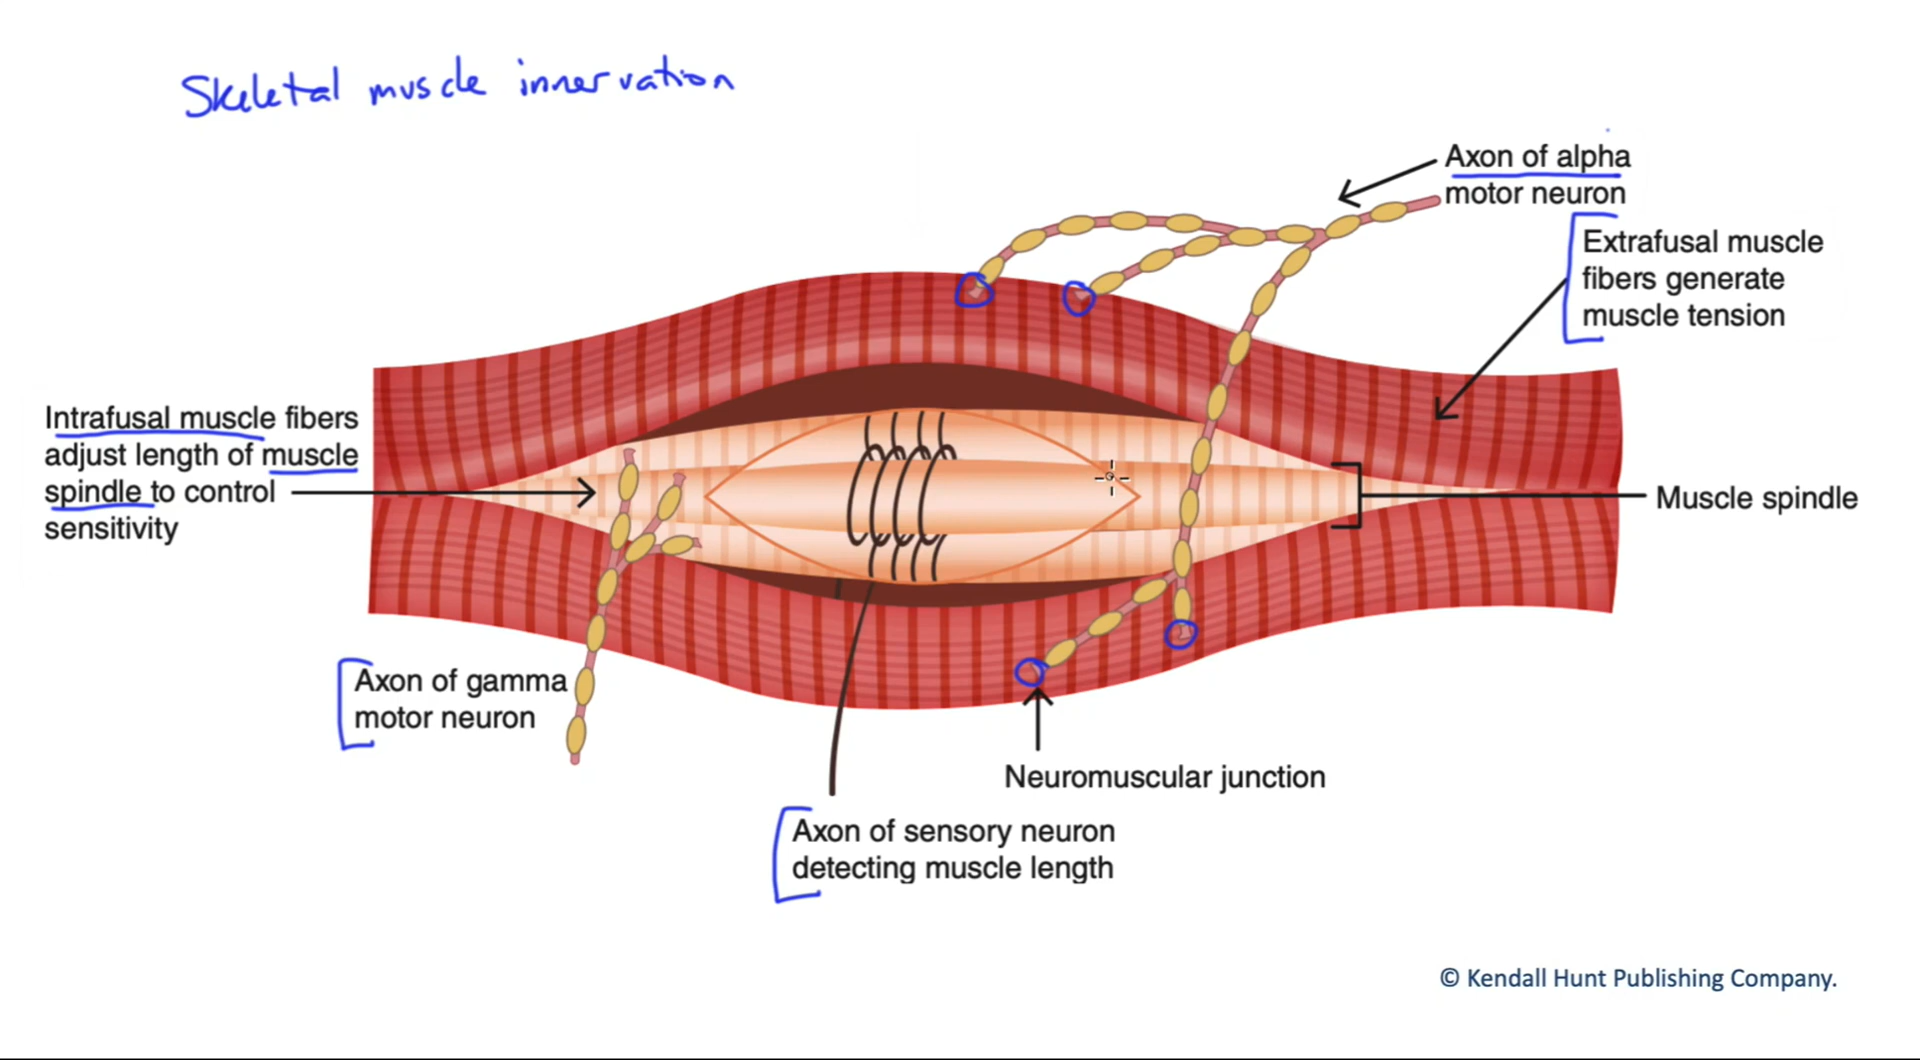 Skeletal muscle innervation
Axon of alpha
motor neuron
Extrafusal muscle
fibers generate
muscle tension
Intrafusal muscle fibers
adjust length of muscle
spindle to control
sensitivity
Muscle spindle
Axon of gamma
motor neuron
Neuromuscular junction
Axon of sensory neuron
detecting muscle length
© Kendall Hunt Publishing Company.